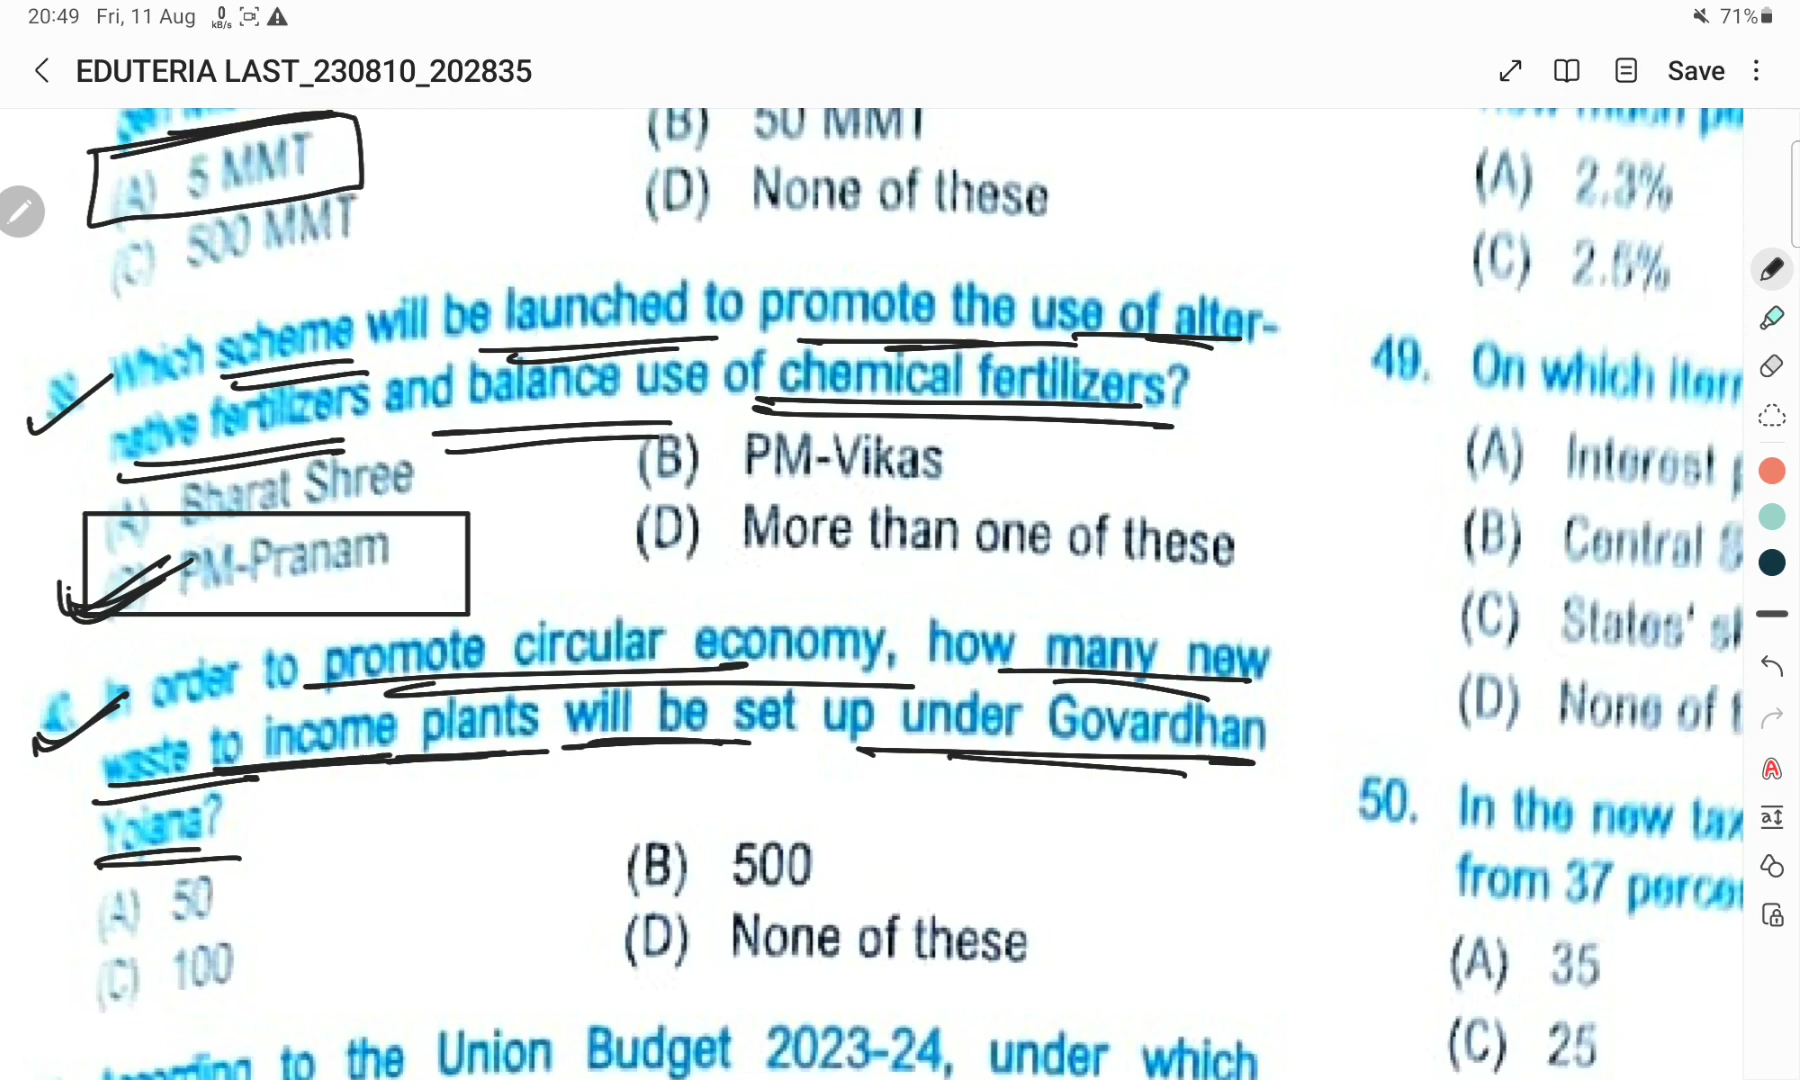 20:49 Fri, 11 Aug 0 kB/s 71%
EDUTERIA LAST_230810_202835 Save
(A) 5 MMT (B) 50 MMT
(C) 500 MMT (D) None of these
Which scheme will be launched to promote the use of alter-
native fertilizers and balance use of chemical fertilizers?
(A) Bharat Shree (B) PM-Vikas
PM-Pranam (D) More than one of these
In order to promote circular economy, how many new
waste to income plants will be set up under Govardhan
Yojana?
(A) 50 (B) 500
(C) 100 (D) None of these
to the Union Budget 2023-24, under which
(A) 2.3%
(C)
49. On which
(A) Interest
(B) Central
(C) States'
(D) None of
50. In the new tax
from 37
(A) 35
(C) 25